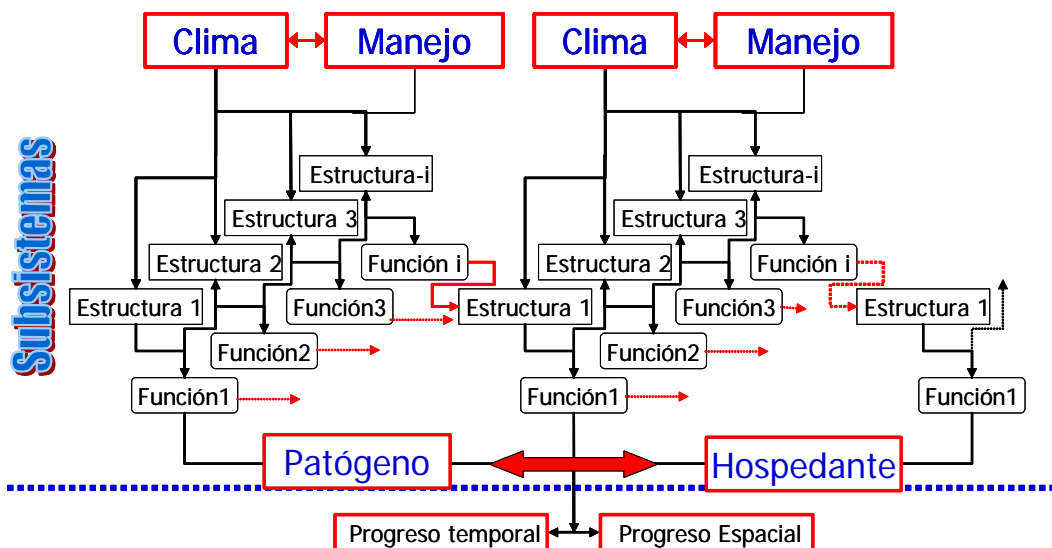 Clima
Manejo
Clima
Manejo
Subsistemas
Estructura-i
Estructura-i
Estructura 3
Estructura 3
Estructura 2
Función i
Estructura 2
Función i
Estructura 1
Función3
Estructura 1
Función3
Estructura 1
Función2
Función2
Función1
Función1
Función1
Patógeno
Hospedante
Progreso temporal
Progreso Espacial